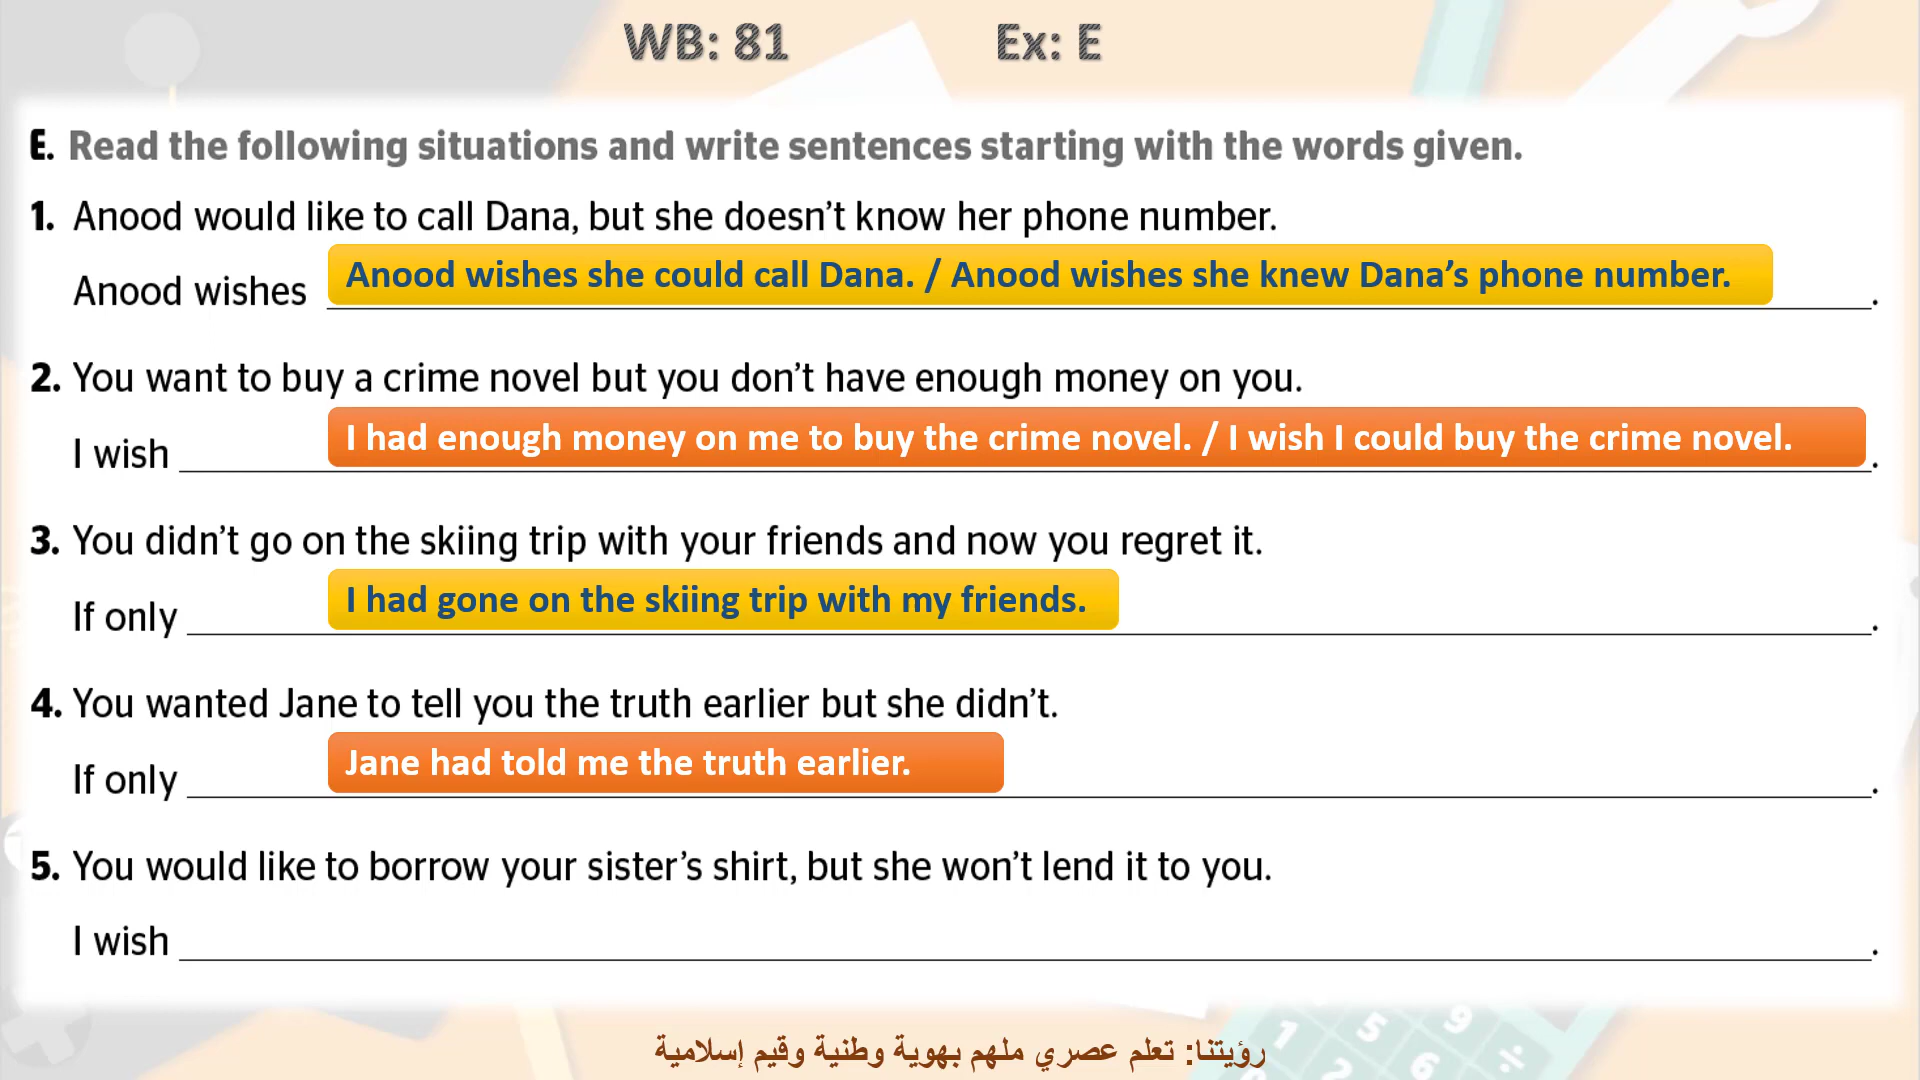 WB: 81 Ex: E
E. Read the following situations and write sentences starting with the words given.
1. Anood would like to call Dana, but she doesn't know her phone number.
Anood wishes Anood wishes she could call Dana. / Anood wishes she knew Dana's phone number. .
2. You want to buy a crime novel but you don't have enough money on you.
I wish I had enough money on me to buy the crime novel. / I wish I could buy the crime novel. .
3. You didn't go on the skiing trip with your friends and now you regret it.
If only I had gone on the skiing trip with my friends. .
4. You wanted Jane to tell you the truth earlier but she didn't.
If only Jane had told me the truth earlier. .
5. You would like to borrow your sister's shirt, but she won't lend it to you.
I wish .
رؤيتنا: تعلم عصري ملهم بهوية وطنية وقيم إسلامية